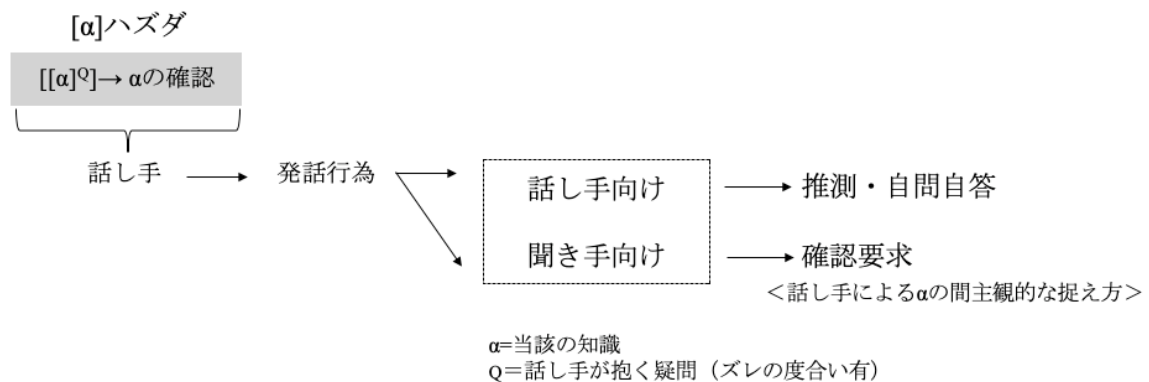 [α]ハズダ
[[α]Q]→ αの確認
話し手
発話行為
話し手向け
推測・自問自答
聞き手向け
確認要求
＜話し手によるαの間主観的な捉え方＞
α=当該の知識
Q＝話し手が抱く疑問（ズレの度合い有）